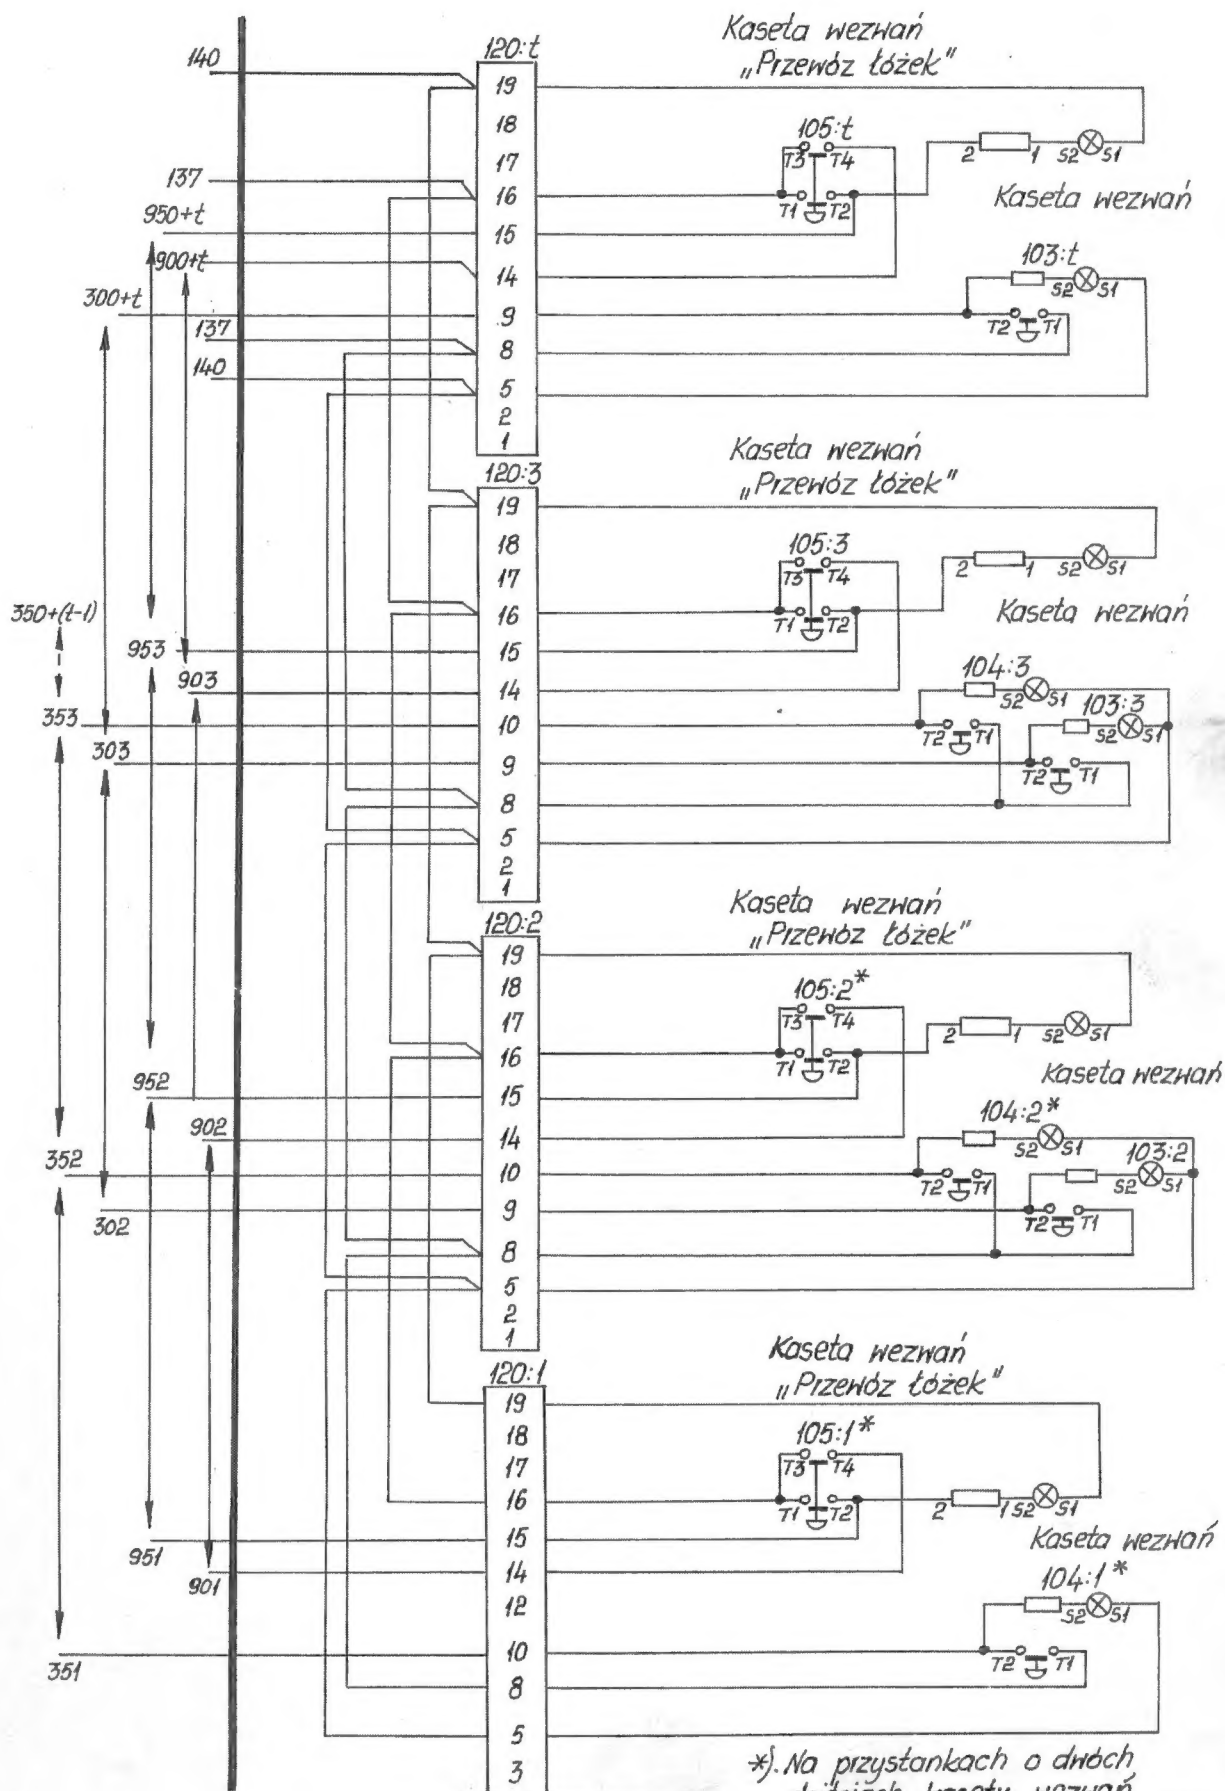 Kaseta wezwań
„Przewóz łóżek"
120:t
140
19
18
105:t
17
T3 T4
2 1 S2 S1
137
16
T1 T2
Kaseta wezwań
950+t
15
900+t
14
103:t
S2 S1
300+t
9
T2 T1
137
8
140
5
2
1
Kaseta wezwań
„Przewóz łóżek"
120:3
19
18
105:3
17
T3 T4
2 1 S2 S1
350+(t-1)
16
T1 T2
Kaseta wezwań
953
15
903
14
104:3
S2 S1
353
10
T2 T1
103:3
S2 S1
303
9
T2 T1
8
5
2
1
Kaseta wezwań
„Przewóz łóżek"
120:2
19
18
105:2*
17
T3 T4
2 1 S2 S1
16
T1 T2
Kaseta wezwań
952
15
902
14
104:2*
S2 S1
352
10
T2 T1
103:2
S2 S1
302
9
T2 T1
8
5
2
1
Kaseta wezwań
„Przewóz łóżek"
120:1
19
18
105:1*
17
T3 T4
16
T1 T2
2 1 S2 S1
951
15
Kaseta wezwań
901
14
104:1*
12
S2 S1
351
10
T2 T1
8
5
3
*). Na przystankach o dwóch